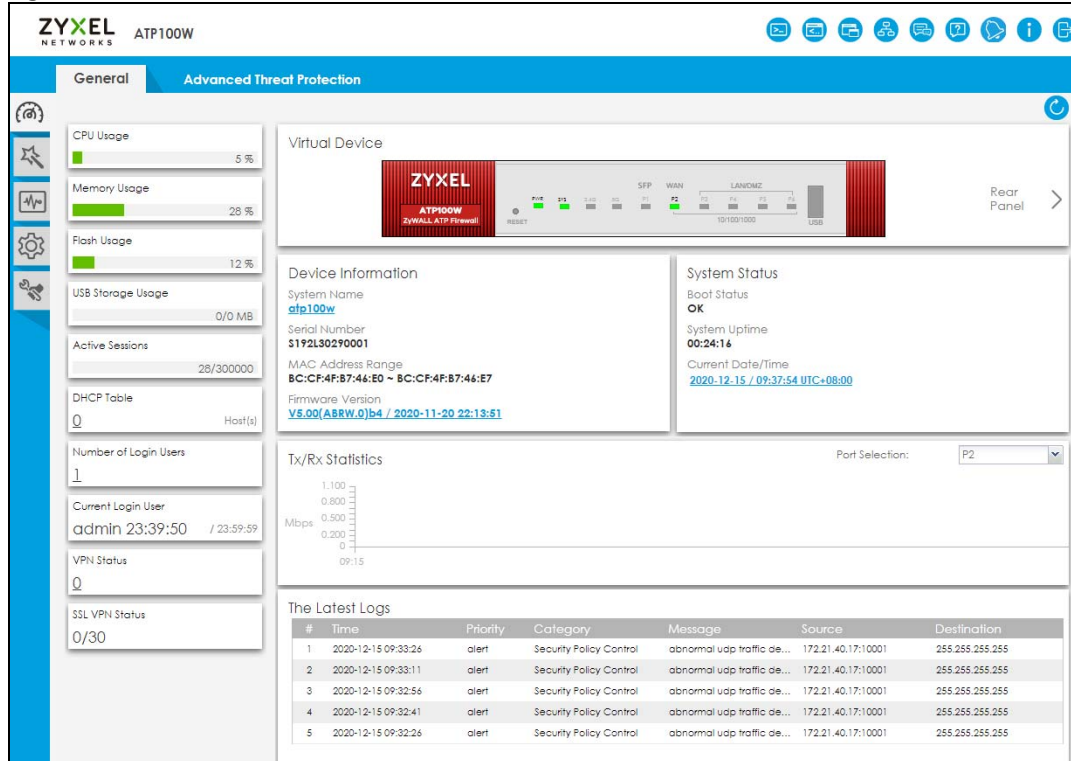 ZYXEL
NETWORKS
ATP100W
General
Advanced Threat Protection
CPU Usage
5 %
Memory Usage
28 %
Flash Usage
12 %
USB Storage Usage
0/0 MB
Active Sessions
28/300000
DHCP Table
0
Host(s)
Number of Login Users
1
Current Login User
admin 23:39:50 / 23:59:59
VPN Status
0
SSL VPN Status
0/30
Virtual Device
ZYXEL
ATP100W
ZyWALL ATP Firewall
RESET
PWR
SYS
SFP
WAN
LAN/DMZ
P1
P2
10/100/1000
USB
Rear
Panel
Device Information
System Name
atp100w
Serial Number
S192L30290001
MAC Address Range
BC:CF:4F:B7:46:E0 ~ BC:CF:4F:B7:46:E7
Firmware Version
V5.00(ABRW.0)b4 / 2020-11-20 22:13:51
System Status
Boot Status
OK
System Uptime
00:24:16
Current Date/Time
2020-12-15 / 09:37:54 UTC+08:00
Tx/Rx Statistics
Port Selection:
P2
1.100
0.800
Mbps
0.500
0.200
0
09:15
The Latest Logs
# Time Priority Category Message Source Destination
1 2020-12-15 09:33:26 alert Security Policy Control abnormal udp traffic de... 172.21.40.17:10001 255.255.255.255
2 2020-12-15 09:33:11 alert Security Policy Control abnormal udp traffic de... 172.21.40.17:10001 255.255.255.255
3 2020-12-15 09:32:56 alert Security Policy Control abnormal udp traffic de... 172.21.40.17:10001 255.255.255.255
4 2020-12-15 09:32:41 alert Security Policy Control abnormal udp traffic de... 172.21.40.17:10001 255.255.255.255
5 2020-12-15 09:32:26 alert Security Policy Control abnormal udp traffic de... 172.21.40.17:10001 255.255.255.255